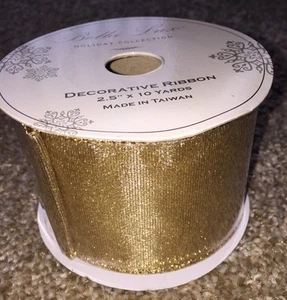 Holiday Collection
Decorative Ribbon
2.5" x 10 Yards
Made in Taiwan